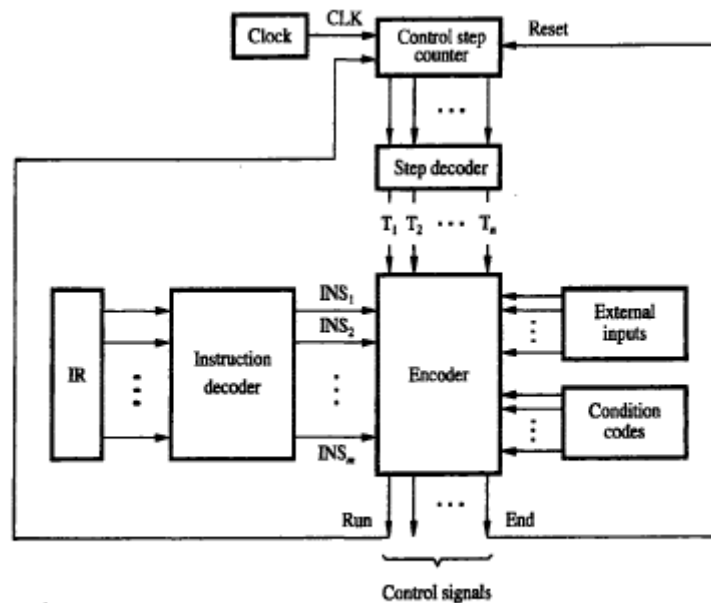 CLK
Clock
Control step
counter
Reset
...
Step decoder
T₁ T₂ ... Tₙ
IR
Instruction
decoder
INS₁
INS₂
INSₘ
Encoder
External
inputs
Condition
codes
Run
...
End
Control signals